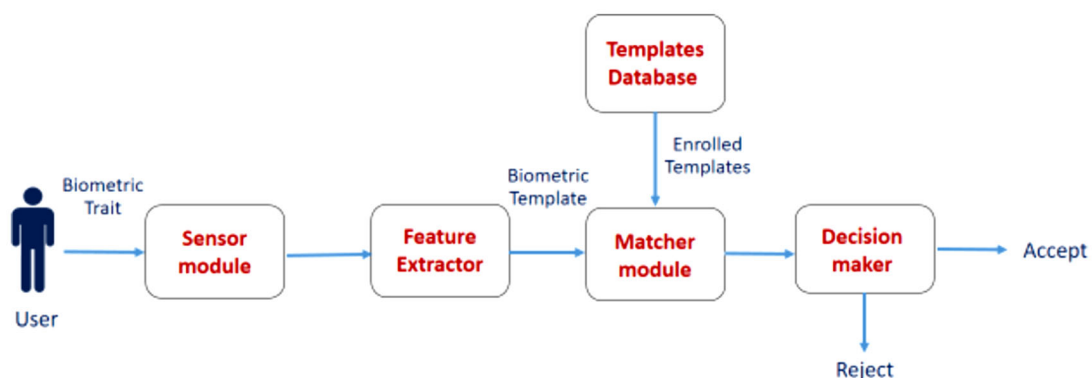 Templates
Database
Enrolled
Templates
Biometric
Trait
Biometric
Template
Sensor
module
Feature
Extractor
Matcher
module
Decision
maker
Accept
User
Reject